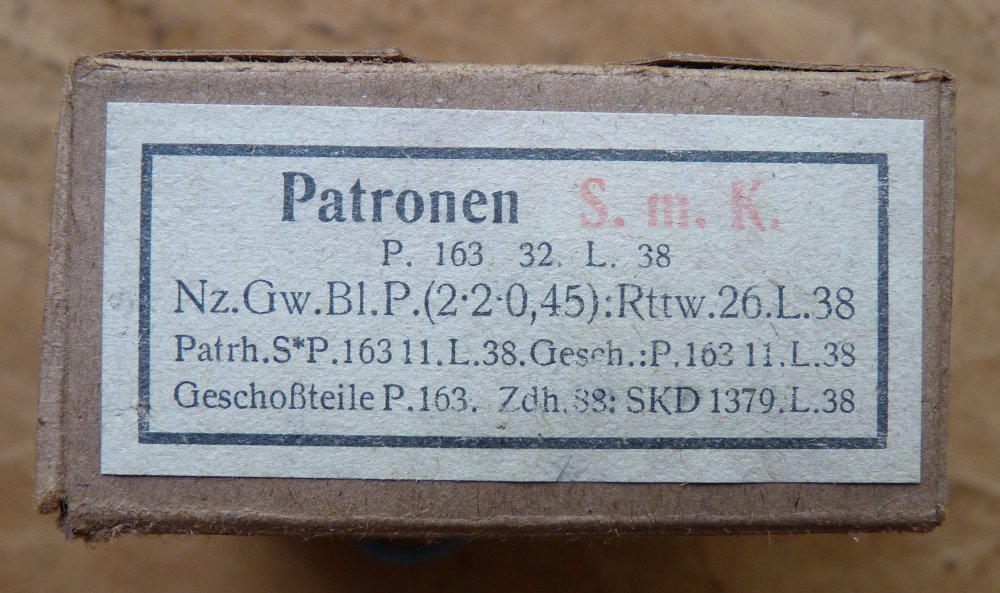 Patronen S. m. K.
P. 163 32. L. 38
Nz.Gw.Bl.P.(2·2·0,45):Rttw.26.L.38
Patrh.S*P.163 11.L.38.Gesch.:P.163 11.L.38
Geschoßteile P.163. Zdh.88: SKD 1379.L.38